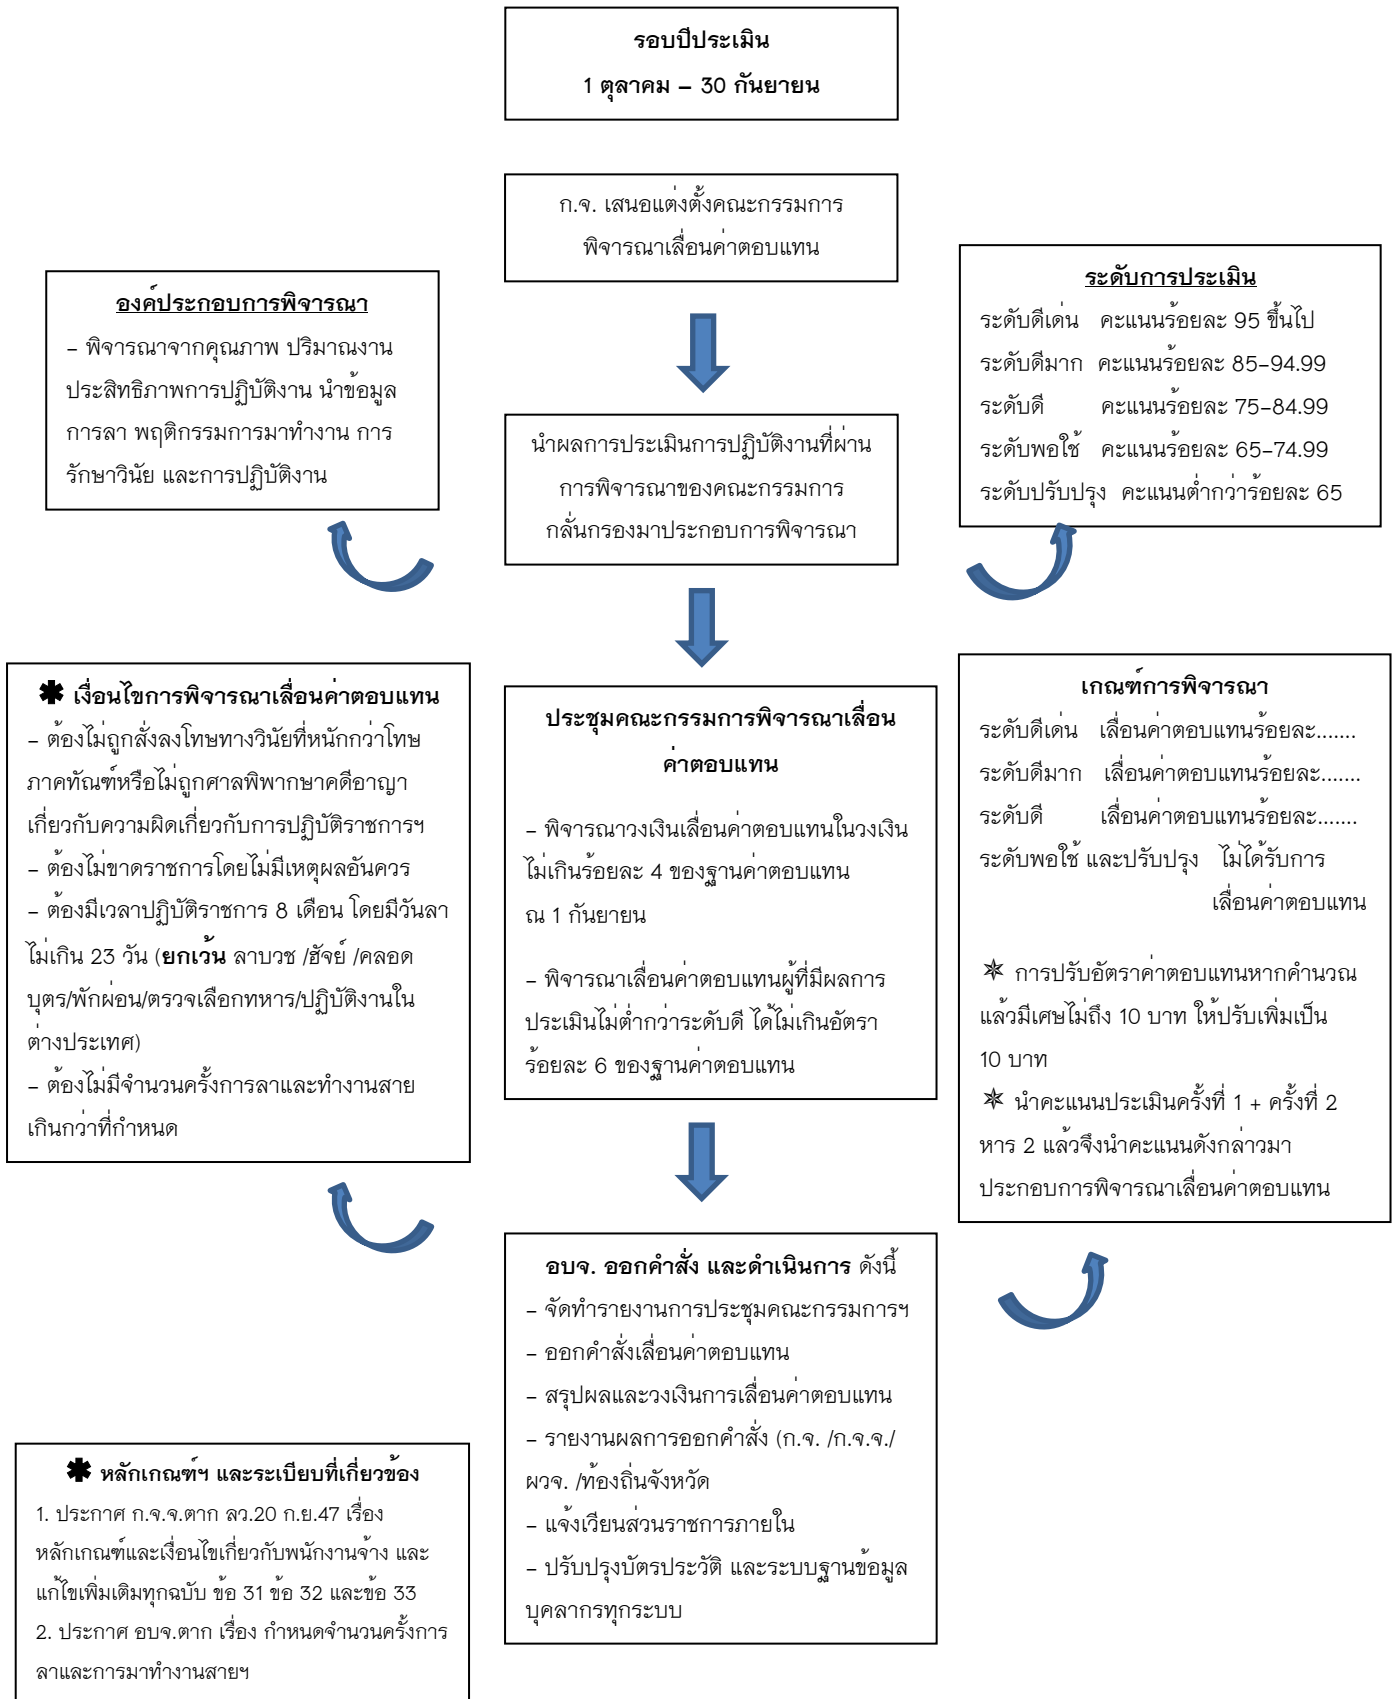 รอบปีประเมิน
1 ตุลาคม – 30 กันยายน
ก.จ. เสนอแต่งตั้งคณะกรรมการ
พิจารณาเลื่อนค่าตอบแทน
องค์ประกอบการพิจารณา
– พิจารณาจากคุณภาพ ปริมาณงาน
ประสิทธิภาพการปฏิบัติงาน นำข้อมูล
การลา พฤติกรรมการมาทำงาน การ
รักษาวินัย และการปฏิบัติงาน
ระดับการประเมิน
ระดับดีเด่น คะแนนร้อยละ 95 ขึ้นไป
ระดับดีมาก คะแนนร้อยละ 85–94.99
ระดับดี คะแนนร้อยละ 75–84.99
ระดับพอใช้ คะแนนร้อยละ 65–74.99
ระดับปรับปรุง คะแนนต่ำกว่าร้อยละ 65
นำผลการประเมินการปฏิบัติงานที่ผ่าน
การพิจารณาของคณะกรรมการ
กลั่นกรองมาประกอบการพิจารณา
✱ เงื่อนไขการพิจารณาเลื่อนค่าตอบแทน
– ต้องไม่ถูกสั่งลงโทษทางวินัยที่หนักกว่าโทษ
ภาคทัณฑ์หรือไม่ถูกศาลพิพากษาคดีอาญา
เกี่ยวกับความผิดเกี่ยวกับการปฏิบัติราชการฯ
– ต้องไม่ขาดราชการโดยไม่มีเหตุผลอันควร
– ต้องมีเวลาปฏิบัติราชการ 8 เดือน โดยมีวันลา
ไม่เกิน 23 วัน (ยกเว้น ลาบวช /ฮัจย์ /คลอด
บุตร/พักผ่อน/ตรวจเลือกทหาร/ปฏิบัติงานใน
ต่างประเทศ)
– ต้องไม่มีจำนวนครั้งการลาและทำงานสาย
เกินกว่าที่กำหนด
ประชุมคณะกรรมการพิจารณาเลื่อน
ค่าตอบแทน
– พิจารณาวงเงินเลื่อนค่าตอบแทนในวงเงิน
ไม่เกินร้อยละ 4 ของฐานค่าตอบแทน
ณ 1 กันยายน
– พิจารณาเลื่อนค่าตอบแทนผู้ที่มีผลการ
ประเมินไม่ต่ำกว่าระดับดี ได้ไม่เกินอัตรา
ร้อยละ 6 ของฐานค่าตอบแทน
เกณฑ์การพิจารณา
ระดับดีเด่น เลื่อนค่าตอบแทนร้อยละ.......
ระดับดีมาก เลื่อนค่าตอบแทนร้อยละ.......
ระดับดี เลื่อนค่าตอบแทนร้อยละ.......
ระดับพอใช้ และปรับปรุง ไม่ได้รับการ
เลื่อนค่าตอบแทน
✵ การปรับอัตราค่าตอบแทนหากคำนวณ
แล้วมีเศษไม่ถึง 10 บาท ให้ปรับเพิ่มเป็น
10 บาท
✵ นำคะแนนประเมินครั้งที่ 1 + ครั้งที่ 2
หาร 2 แล้วจึงนำคะแนนดังกล่าวมา
ประกอบการพิจารณาเลื่อนค่าตอบแทน
อบจ. ออกคำสั่ง และดำเนินการ ดังนี้
– จัดทำรายงานการประชุมคณะกรรมการฯ
– ออกคำสั่งเลื่อนค่าตอบแทน
– สรุปผลและวงเงินการเลื่อนค่าตอบแทน
– รายงานผลการออกคำสั่ง (ก.จ. /ก.จ.จ./
ผวจ. /ท้องถิ่นจังหวัด
– แจ้งเวียนส่วนราชการภายใน
– ปรับปรุงบัตรประวัติ และระบบฐานข้อมูล
บุคลากรทุกระบบ
✱ หลักเกณฑ์ฯ และระเบียบที่เกี่ยวข้อง
1. ประกาศ ก.จ.จ.ตาก ลว.20 ก.ย.47 เรื่อง
หลักเกณฑ์และเงื่อนไขเกี่ยวกับพนักงานจ้าง และ
แก้ไขเพิ่มเติมทุกฉบับ ข้อ 31 ข้อ 32 และข้อ 33
2. ประกาศ อบจ.ตาก เรื่อง กำหนดจำนวนครั้งการ
ลาและการมาทำงานสายฯ